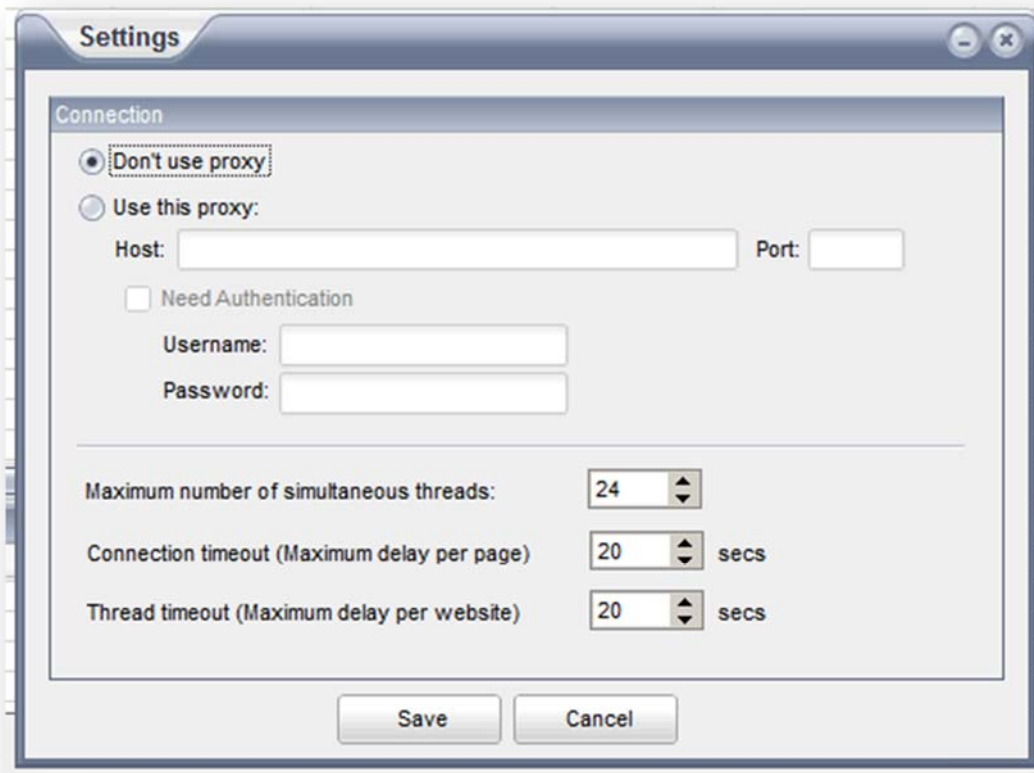 Settings
Connection
Don't use proxy
Use this proxy:
Host: Port:
Need Authentication
Username:
Password:
Maximum number of simultaneous threads: 24
Connection timeout (Maximum delay per page) 20 secs
Thread timeout (Maximum delay per website) 20 secs
Save Cancel